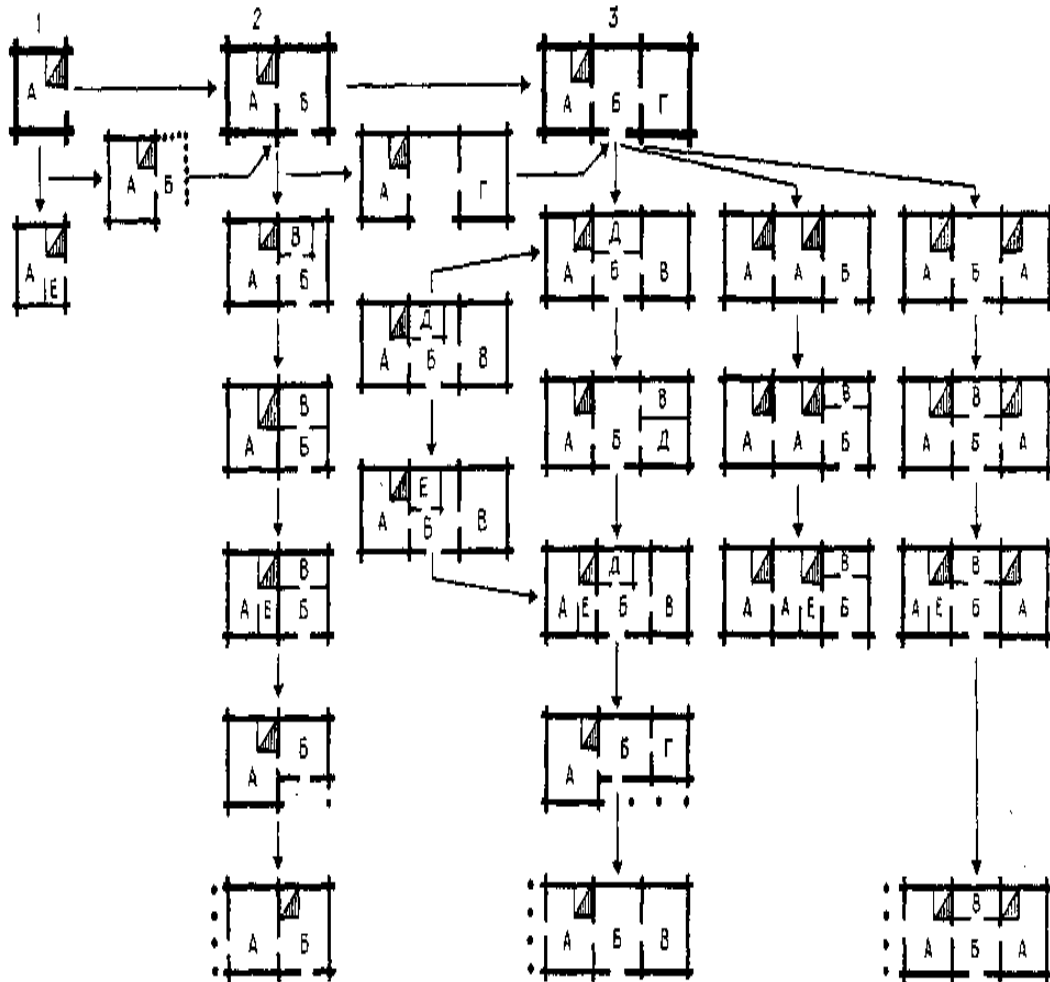 1 2 3
А А Б А Б Г
А Б А Г
В Д
А А Б А Б В А А Б А Б А
Е
Д
А Б В
В В В В
А Б А Б Д А А Б А Б А
Е
А Б В
В Д В В
А Е Б А Е Б В Д А Е Б А Е Б А
Б Б Г
А А
В
А Б А Б В А Б А